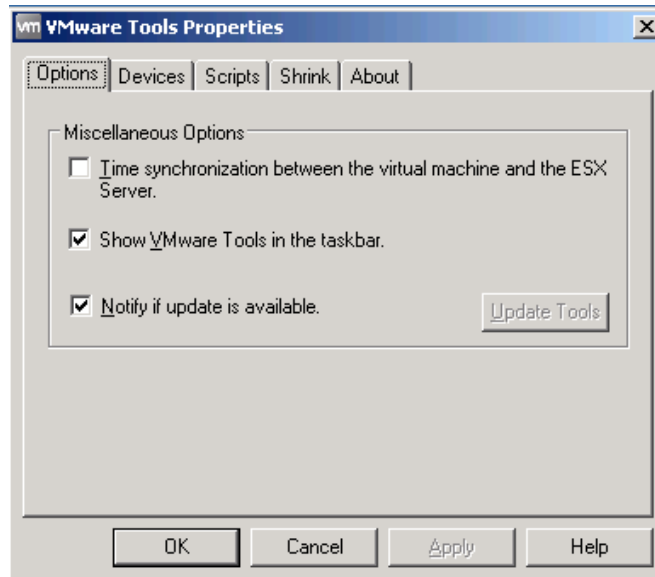 vm VMware Tools Properties
Options Devices Scripts Shrink About
Miscellaneous Options
Time synchronization between the virtual machine and the ESX
Server.
Show VMware Tools in the taskbar.
Notify if update is available.
Update Tools
OK Cancel Apply Help